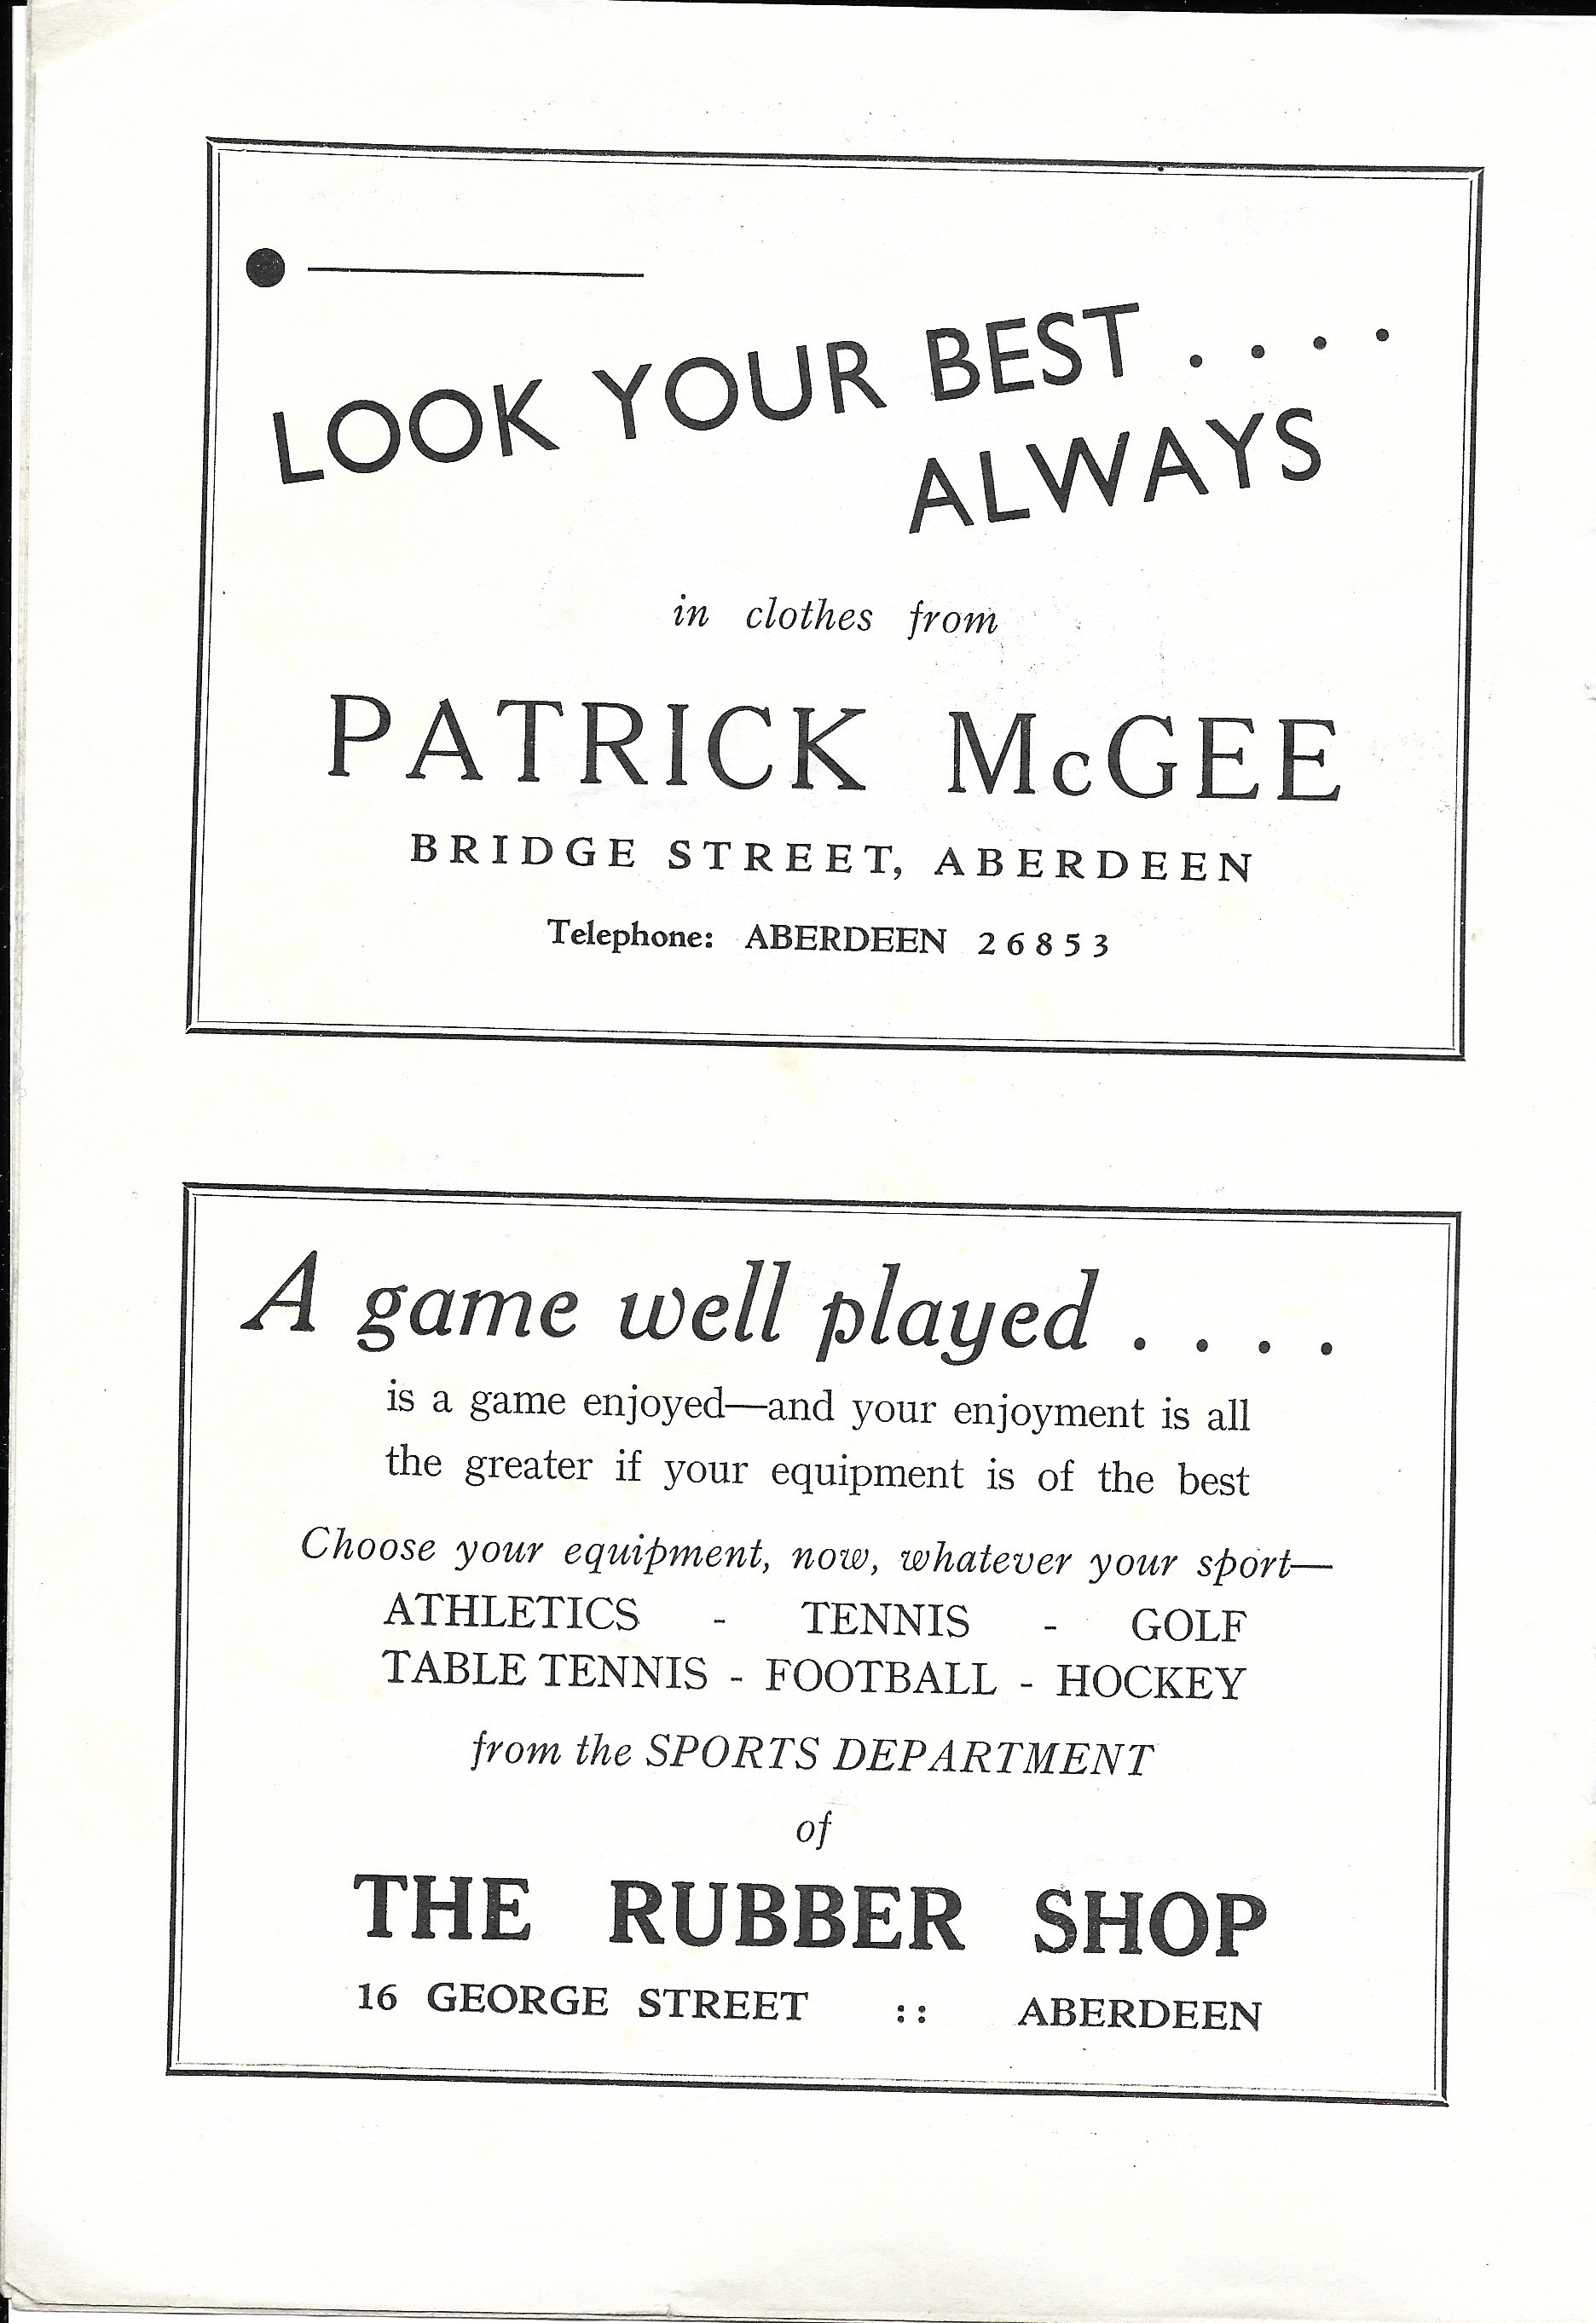 LOOK YOUR BEST . . . .
ALWAYS
in clothes from
PATRICK McGEE
BRIDGE STREET, ABERDEEN
Telephone: ABERDEEN 26853
A game well played . . . .
is a game enjoyed—and your enjoyment is all
the greater if your equipment is of the best
Choose your equipment, now, whatever your sport—
ATHLETICS - TENNIS - GOLF
TABLE TENNIS - FOOTBALL - HOCKEY
from the SPORTS DEPARTMENT
of
THE RUBBER SHOP
16 GEORGE STREET :: ABERDEEN